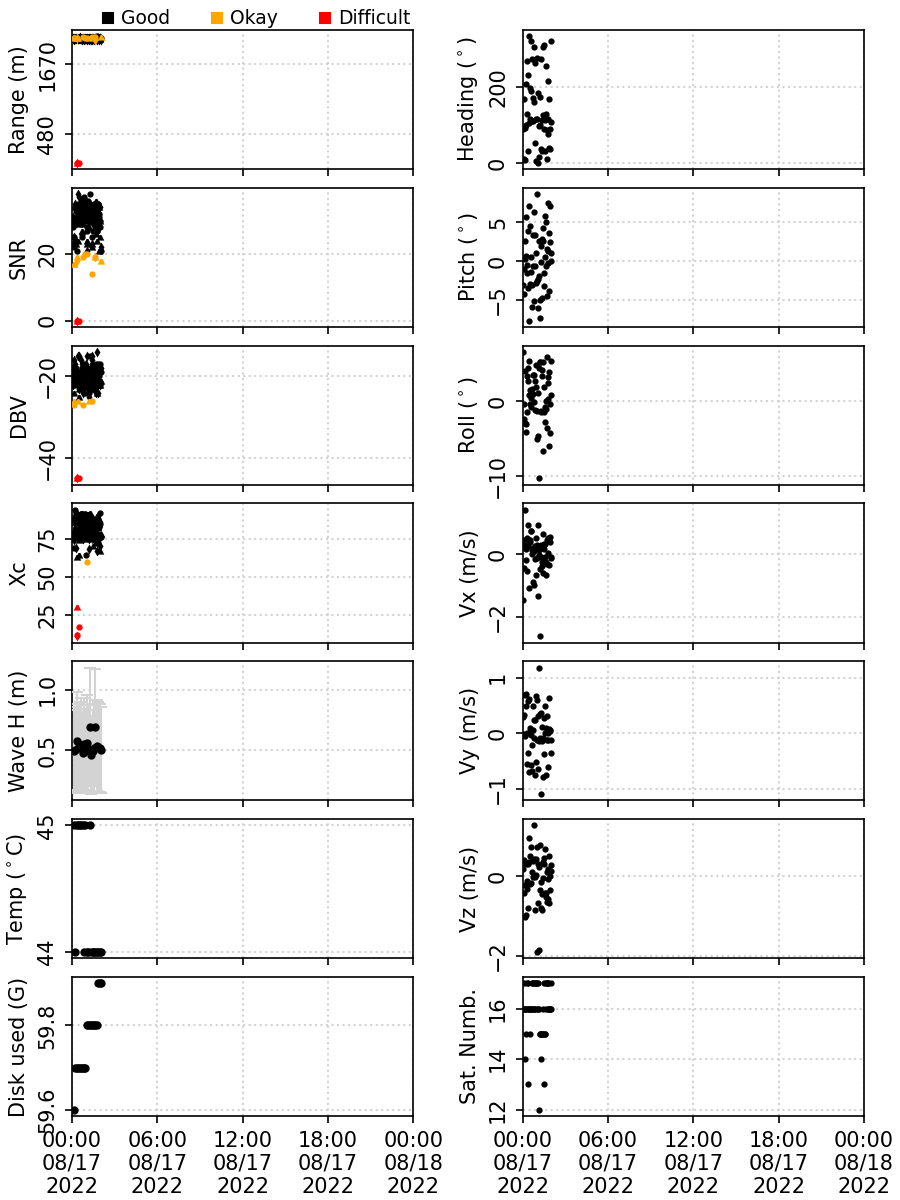 Good Okay Difficult
Range (m)
1670
480
Heading (°)
200
0
SNR
20
0
Pitch (°)
5
0
−5
DBV
−20
−40
Roll (°)
0
−10
Xc
75
50
25
Vx (m/s)
0
−2
Wave H (m)
1.0
0.5
Vy (m/s)
1
0
−1
Temp (°C)
45
44
Vz (m/s)
0
−2
Disk used (G)
59.8
59.6
Sat. Numb.
16
14
12
00:00 06:00 12:00 18:00 00:00
08/17 08/17 08/17 08/17 08/18
2022 2022 2022 2022 2022
00:00 06:00 12:00 18:00 00:00
08/17 08/17 08/17 08/17 08/18
2022 2022 2022 2022 2022